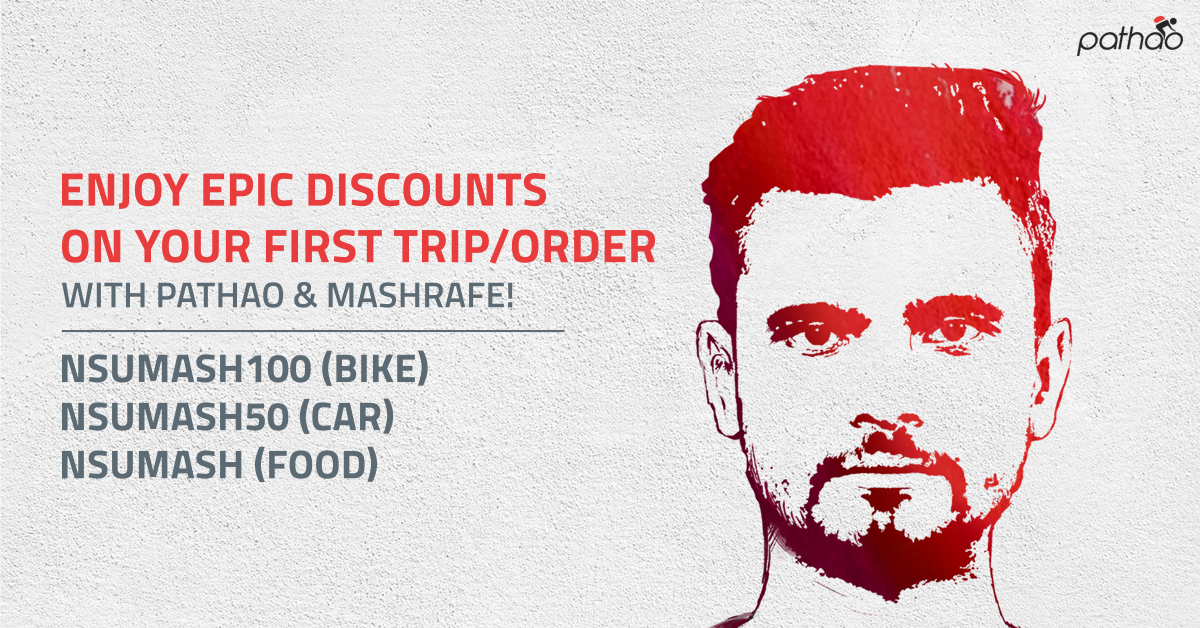 pathao
ENJOY EPIC DISCOUNTS
ON YOUR FIRST TRIP/ORDER
WITH PATHAO & MASHRAFE!
NSUMASH100 (BIKE)
NSUMASH50 (CAR)
NSUMASH (FOOD)